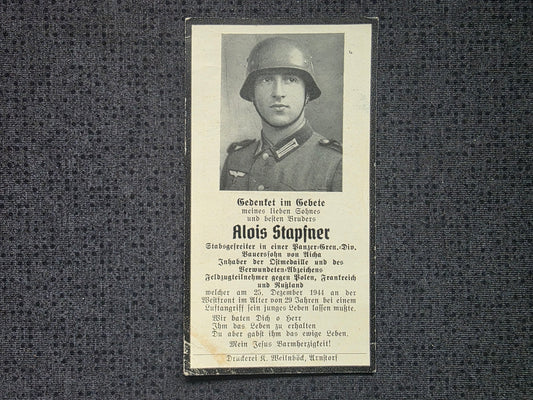 Gedenket im Gebete
meines lieben Sohnes
und besten Bruders
Alois Stapfner
Stabsgefreiter in einer Panzer-Gren.-Div.
Bauerssohn von Aicha
Inhaber der Ostmedaille und des
Verwundeten-Abzeichens
Feldzugteilnehmer gegen Polen, Frankreich
und Rußland
welcher am 25. Dezember 1944 an der
Westfront im Alter von 29 Jahren bei einem
Luftangriff sein junges Leben lassen mußte.
Wir baten Dich o Herr
Ihm das Leben zu erhalten
Du aber gabst ihm das ewige Leben.
Mein Jesus Barmherzigkeit!
Druckerei K. Weilnböck, Arnstorf